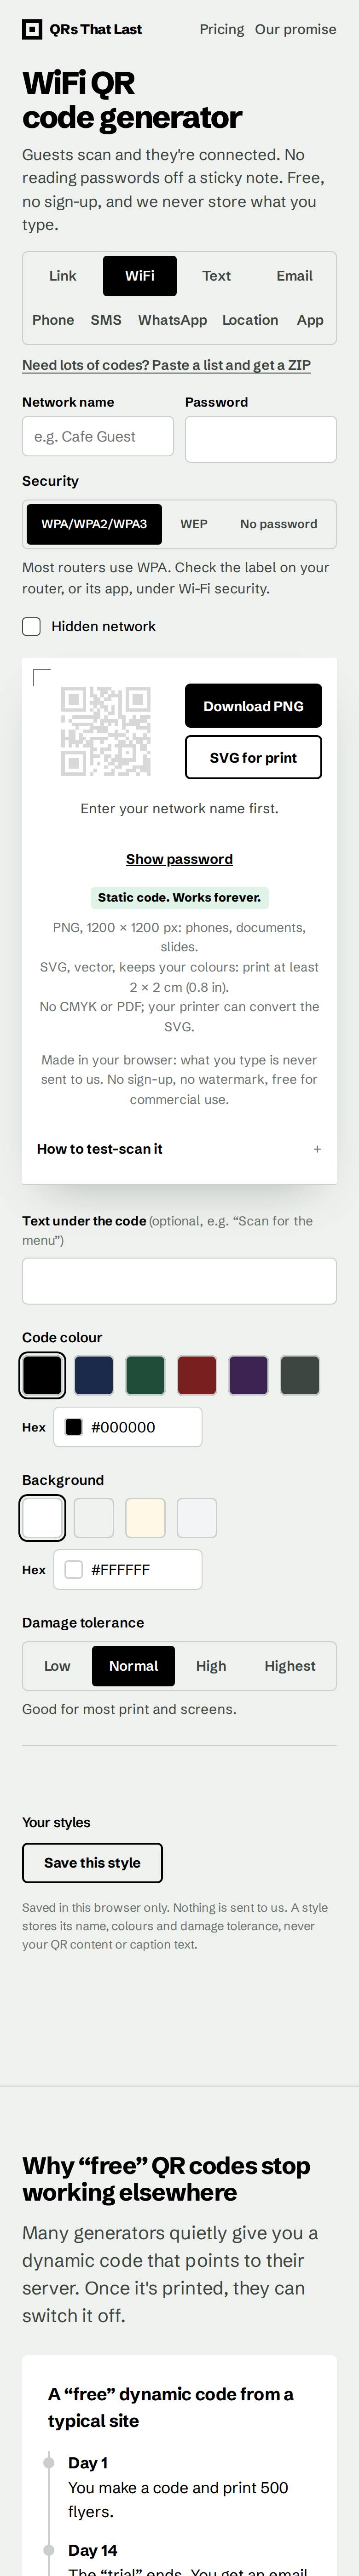 QRs That Last
Pricing
Our promise
WiFi QR
code generator
Guests scan and they're connected. No
reading passwords off a sticky note. Free,
no sign-up, and we never store what you
type.
Link
WiFi
Text
Email
Phone
SMS
WhatsApp
Location
App
Need lots of codes? Paste a list and get a ZIP
Network name
Password
e.g. Cafe Guest
Security
WPA/WPA2/WPA3
WEP
No password
Most routers use WPA. Check the label on your
router, or its app, under Wi-Fi security.
Hidden network
Download PNG
SVG for print
Enter your network name first.
Show password
Static code. Works forever.
PNG, 1200 × 1200 px: phones, documents,
slides.
SVG, vector, keeps your colours: print at least
2 × 2 cm (0.8 in).
No CMYK or PDF; your printer can convert the
SVG.
Made in your browser: what you type is never
sent to us. No sign-up, no watermark, free for
commercial use.
How to test-scan it
+
Text under the code (optional, e.g. “Scan for the
menu”)
Code colour
Hex
#000000
Background
Hex
#FFFFFF
Damage tolerance
Low
Normal
High
Highest
Good for most print and screens.
Your styles
Save this style
Saved in this browser only. Nothing is sent to us. A style
stores its name, colours and damage tolerance, never
your QR content or caption text.
Why “free” QR codes stop
working elsewhere
Many generators quietly give you a
dynamic code that points to their
server. Once it's printed, they can
switch it off.
A “free” dynamic code from a
typical site
Day 1
You make a code and print 500
flyers.
Day 14
The “trial” ends. You get an email